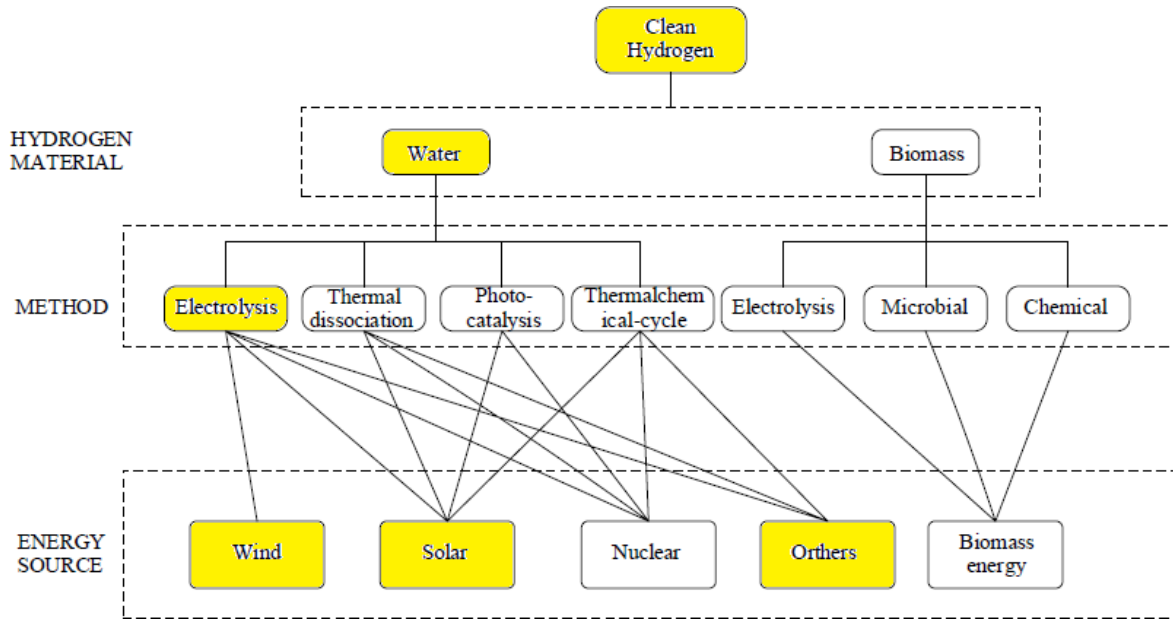 Clean
Hydrogen
HYDROGEN
MATERIAL
Water
Biomass
METHOD
Electrolysis
Thermal
dissociation
Photo-
catalysis
Thermalchem
ical-cycle
Electrolysis
Microbial
Chemical
ENERGY
SOURCE
Wind
Solar
Nuclear
Orthers
Biomass
energy